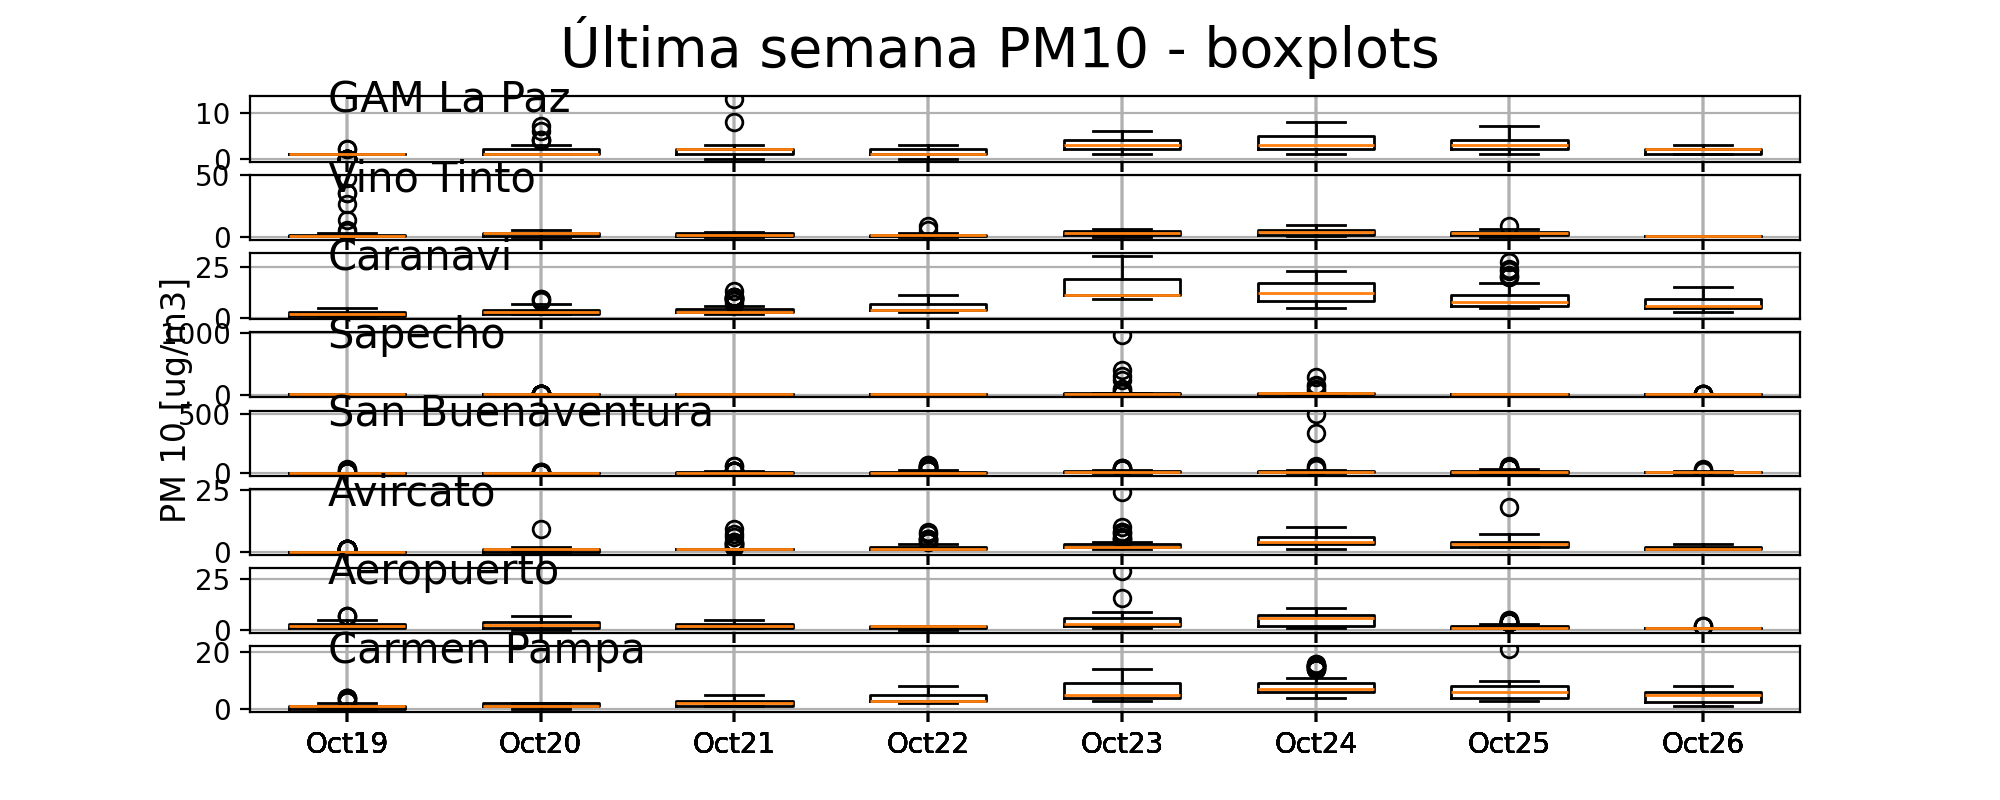 Última semana PM10 - boxplots
GAM La Paz
10
0
Vino Tinto
50
0
Caranavi
25
0
Sapecho
1000
0
San Buenaventura
500
0
Avircato
25
0
Aeropuerto
25
0
Carmen Pampa
20
0
PM 10 [ug/m3]
Oct19 Oct20 Oct21 Oct22 Oct23 Oct24 Oct25 Oct26